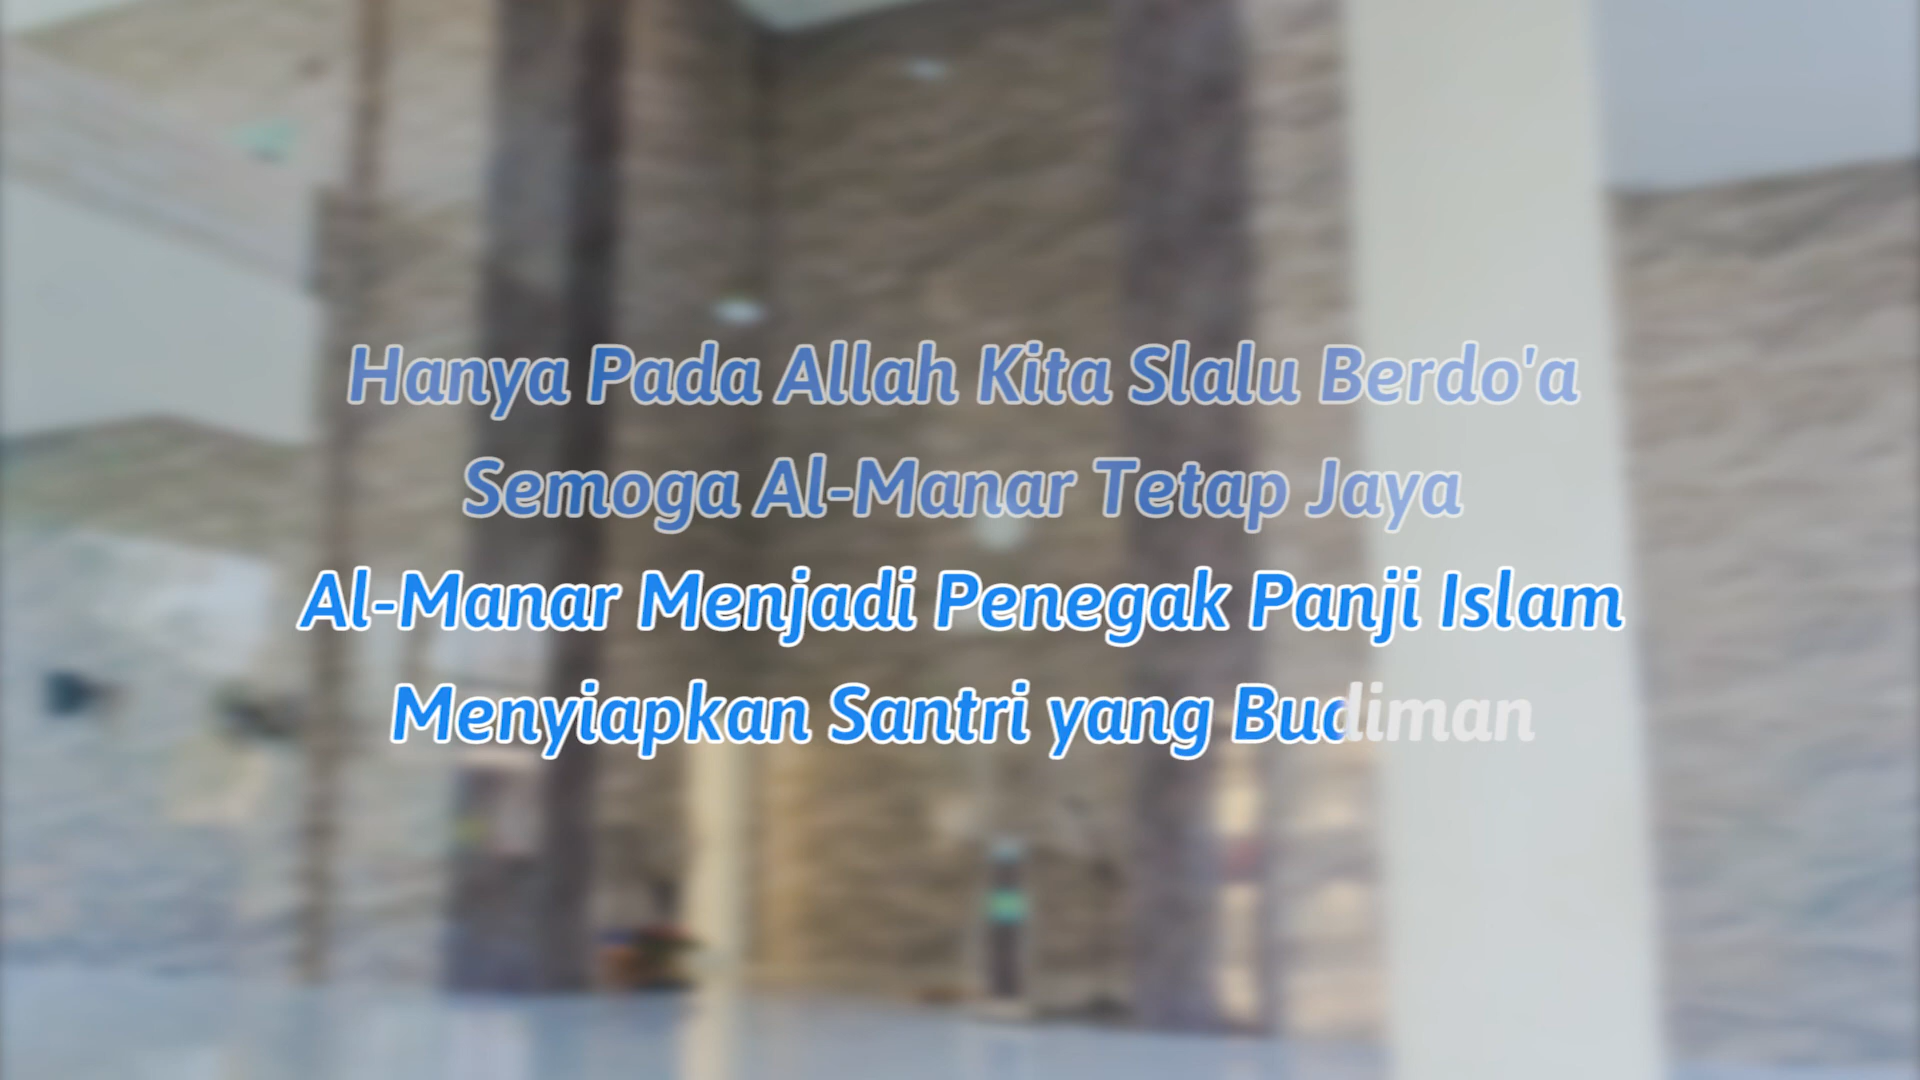 Hanya Pada Allah Kita Slalu Berdo'a
Semoga Al-Manar Tetap Jaya
Al-Manar Menjadi Penegak Panji Islam
Menyiapkan Santri yang Budiman